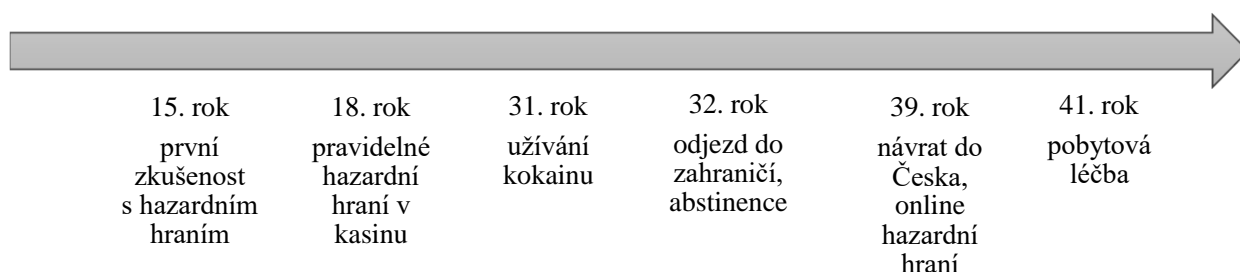 15. rok
první
zkušenost
s hazardním
hraním
18. rok
pravidelné
hazardní
hraní v
kasinu
31. rok
užívání
kokainu
32. rok
odjezd do
zahraničí,
abstinence
39. rok
návrat do
Česka,
online
hazardní
hraní
41. rok
pobytová
léčba